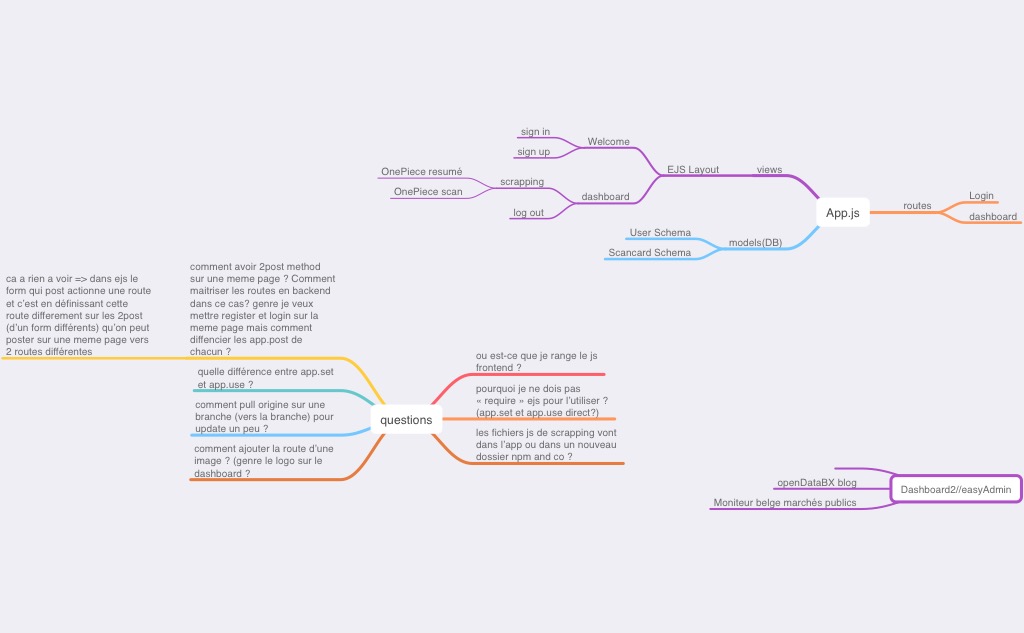 sign in
Welcome
sign up
OnePiece resumé
EJS Layout
views
scrapping
OnePiece scan
dashboard
log out
App.js
routes
Login
dashboard
User Schema
models(DB)
Scancard Schema
ca a rien a voir => dans ejs le
form qui post actionne une route
et c'est en définissant cette
route differement sur les 2post
(d'un form différents) qu'on peut
poster sur une meme page vers
2 routes différentes
comment avoir 2post method
sur une meme page ? Comment
maitriser les routes en backend
dans ce cas? genre je veux
mettre register et login sur la
meme page mais comment
diffencier les app.post de
chacun ?
quelle différence entre app.set
et app.use ?
comment pull origine sur une
branche (vers la branche) pour
update un peu ?
comment ajouter la route d'une
image ? (genre le logo sur le
dashboard ?
questions
ou est-ce que je range le js
frontend ?
pourquoi je ne dois pas
« require » ejs pour l'utiliser ?
(app.set et app.use direct?)
les fichiers js de scrapping vont
dans l'app ou dans un nouveau
dossier npm and co ?
openDataBX blog
Dashboard2//easyAdmin
Moniteur belge marchés publics